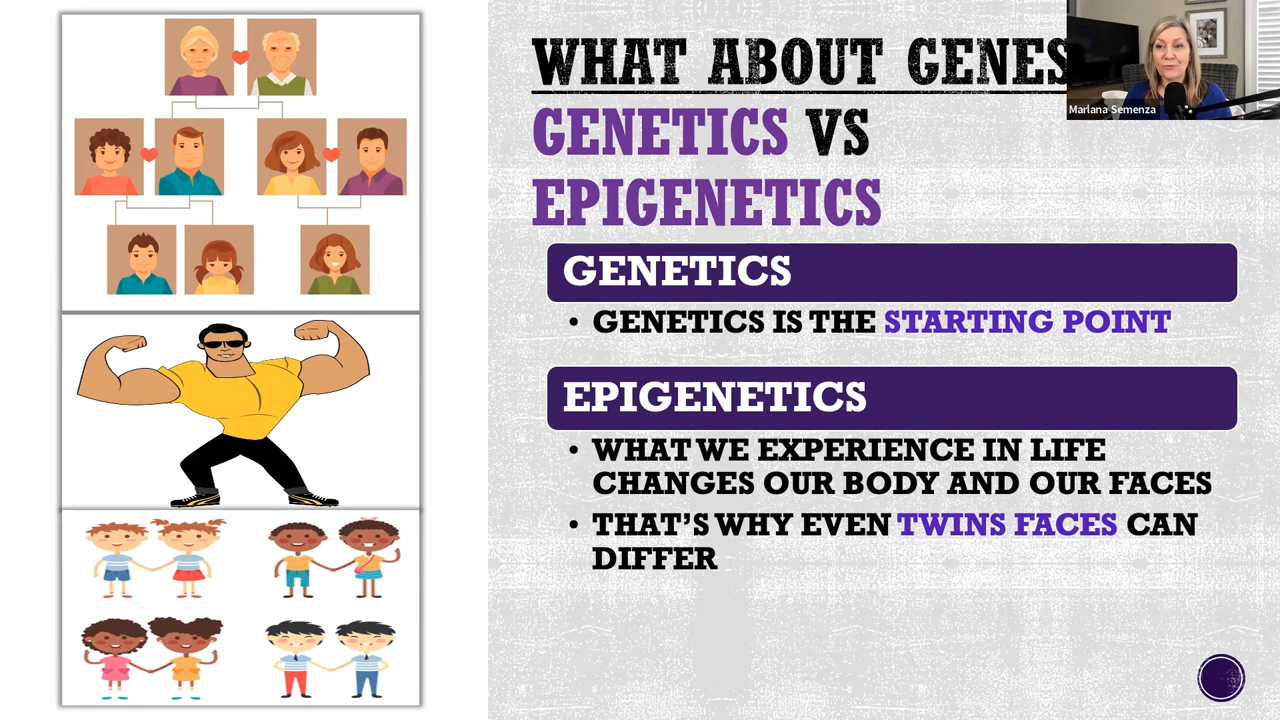 WHAT ABOUT GENES
GENETICS VS
EPIGENETICS
Marlana Semenza
GENETICS
• GENETICS IS THE STARTING POINT
EPIGENETICS
• WHAT WE EXPERIENCE IN LIFE
CHANGES OUR BODY AND OUR FACES
• THAT'S WHY EVEN TWINS FACES CAN
DIFFER